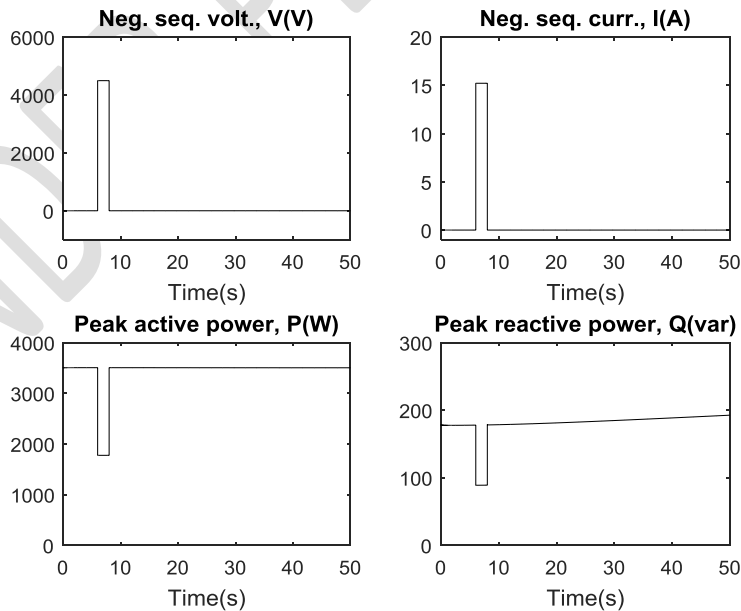 Neg. seq. volt., V(V)
Neg. seq. curr., I(A)
6000
4000
2000
0
0 10 20 30 40 50
Time(s)
20
15
10
5
0
0 10 20 30 40 50
Time(s)
Peak active power, P(W)
Peak reactive power, Q(var)
4000
3000
2000
1000
0
0 10 20 30 40 50
Time(s)
300
200
100
0
0 10 20 30 40 50
Time(s)